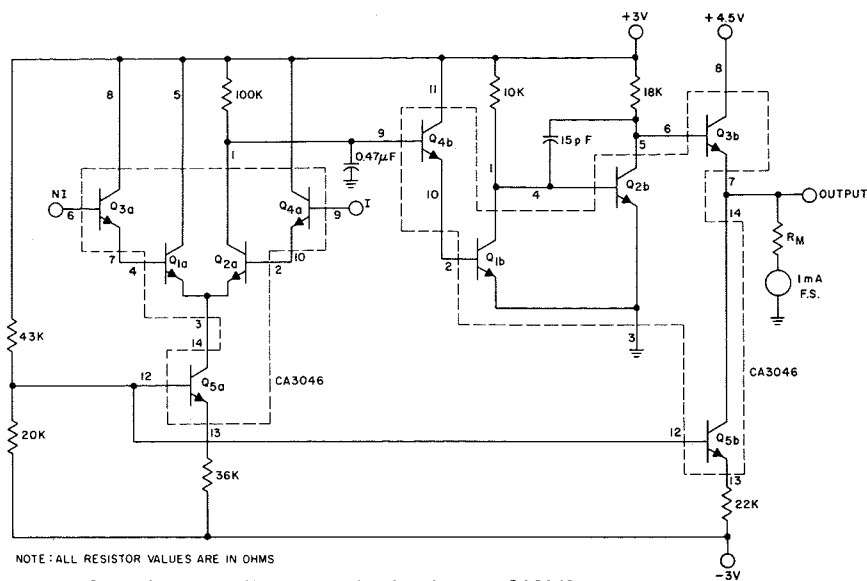 +3V
+4.5V
8
5
100K
11
10K
18K
8
1
9
Q4b
0.47µF
15pF
5
6
Q3b
NI
6
Q3a
Q4a
9
I
10
1
4
Q2b
7
OUTPUT
14
7
4
Q1a
Q2a
2
10
2
Q1b
RM
1mA
F.S.
3
3
43K
14
12
Q5a
CA3046
CA3046
20K
13
12
Q5b
36K
13
22K
NOTE: ALL RESISTOR VALUES ARE IN OHMS
-3V